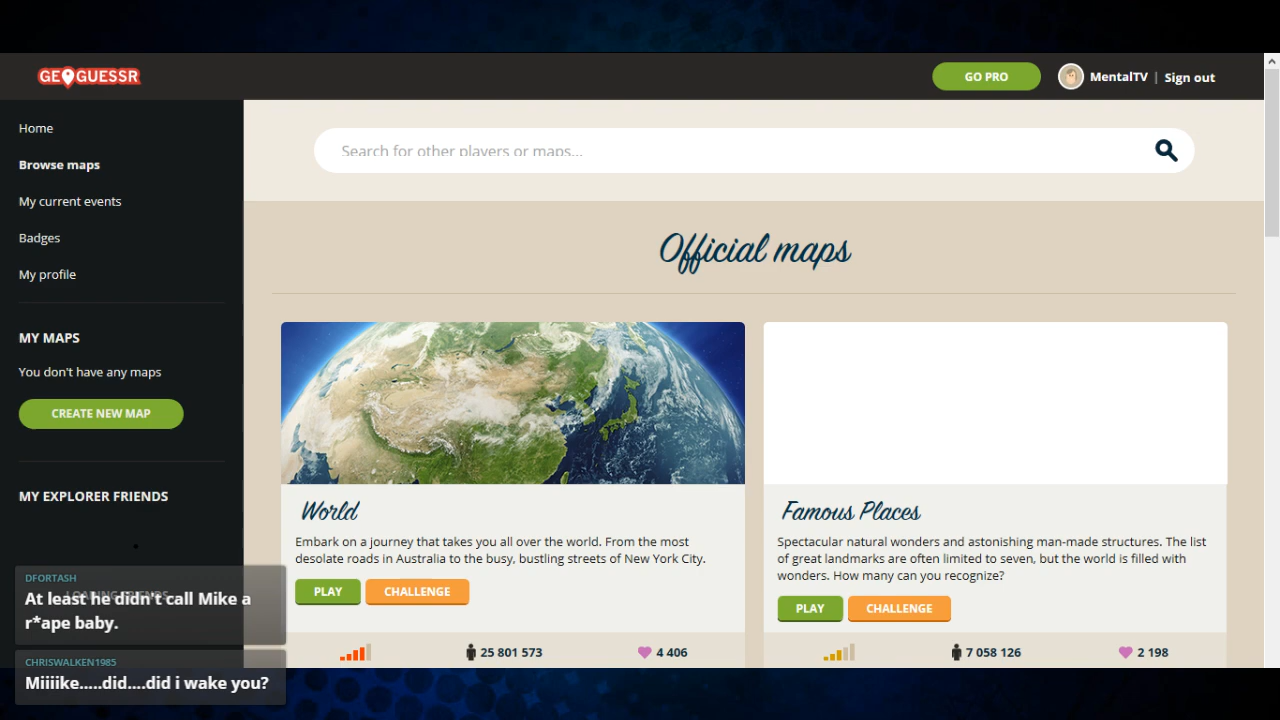 GEOGUESSR
GO PRO
MentalTV | Sign out
Home
Browse maps
My current events
Badges
My profile
MY MAPS
You don't have any maps
CREATE NEW MAP
MY EXPLORER FRIENDS
LOADING FRIENDS
DFORTASH
At least he didn't call Mike a
r*ape baby.
CHRISWALKEN1985
Miiiike.....did....did i wake you?
Search for other players or maps...
Official maps
World
Embark on a journey that takes you all over the world. From the most
desolate roads in Australia to the busy, bustling streets of New York City.
PLAY CHALLENGE
25 801 573 4 406
Famous Places
Spectacular natural wonders and astonishing man-made structures. The list
of great landmarks are often limited to seven, but the world is filled with
wonders. How many can you recognize?
PLAY CHALLENGE
7 058 126 2 198